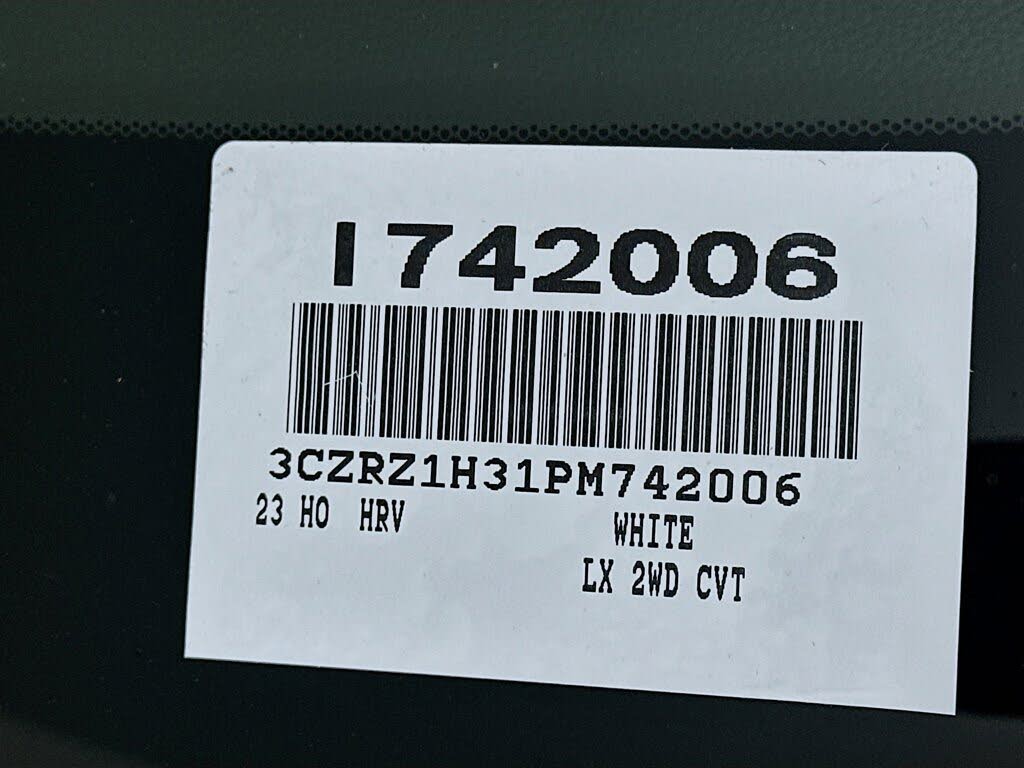 I742006
3CZRZ1H31PM742006
23 HO HRV WHITE
LX 2WD CVT